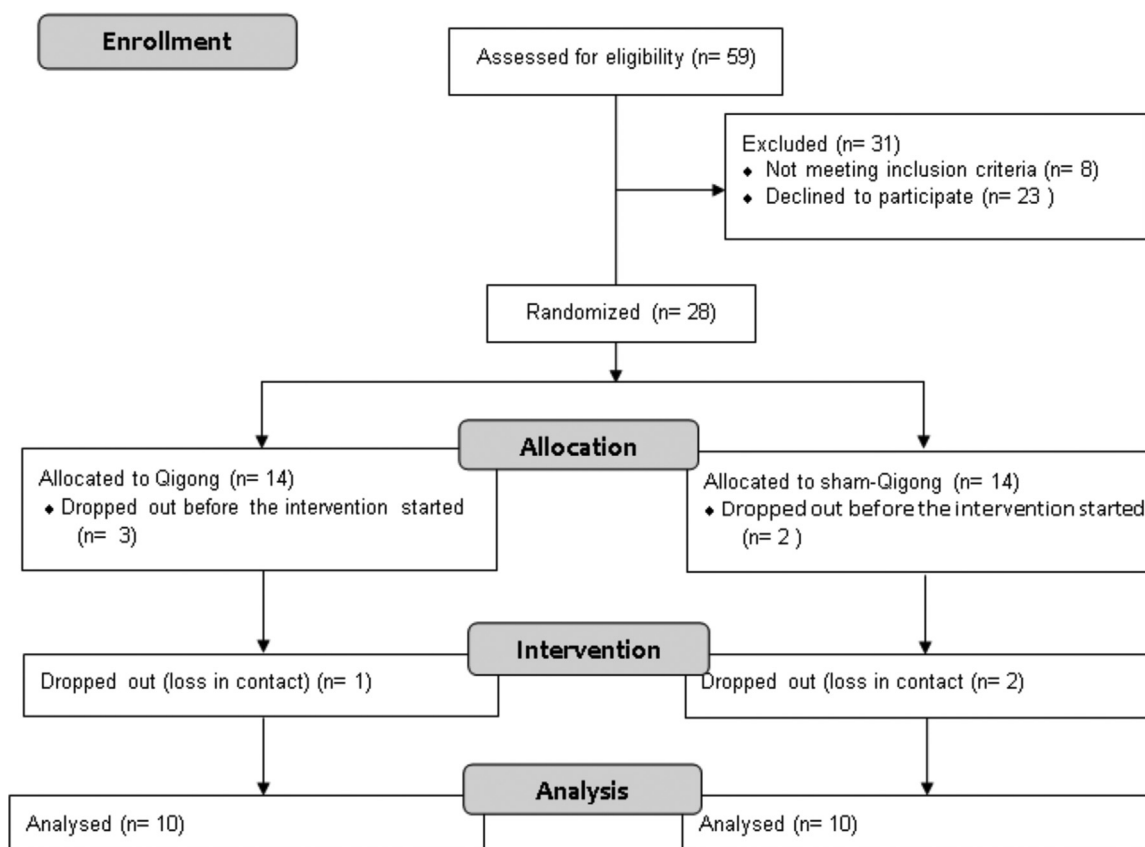 Enrollment
Assessed for eligibility (n= 59)
Excluded (n= 31)
⬥ Not meeting inclusion criteria (n= 8)
⬥ Declined to participate (n= 23 )
Randomized (n= 28)
Allocation
Allocated to Qigong (n= 14)
⬥ Dropped out before the intervention started
(n= 3)
Allocated to sham-Qigong (n= 14)
⬥ Dropped out before the intervention started
(n= 2 )
Intervention
Dropped out (loss in contact) (n= 1)
Dropped out (loss in contact (n= 2)
Analysis
Analysed (n= 10)
Analysed (n= 10)